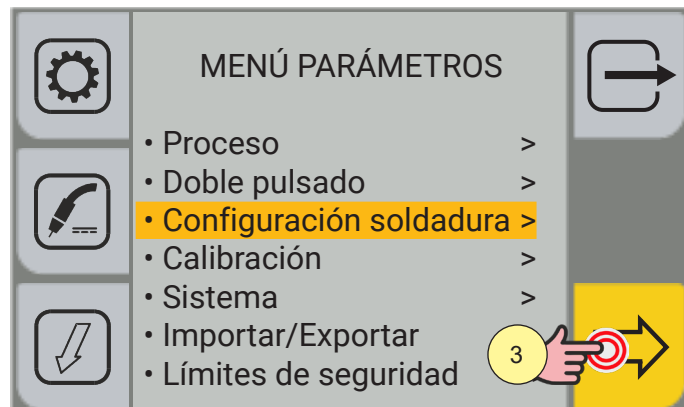 MENÚ PARÁMETROS
• Proceso >
• Doble pulsado >
• Configuración soldadura >
• Calibración >
• Sistema >
• Importar/Exportar
• Límites de seguridad
3